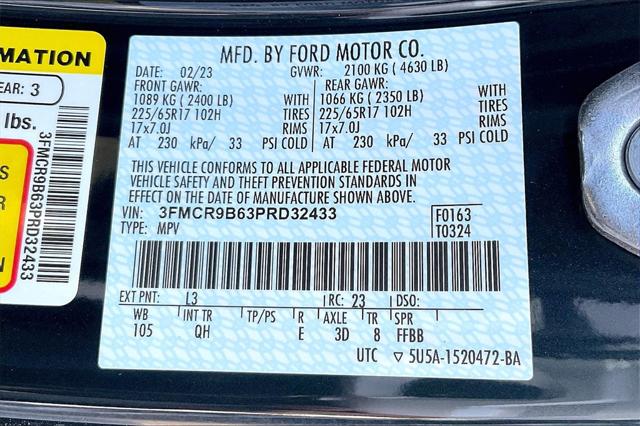 MATION
EAR: 3
lbs.
3FMCR9B63PRD32433
N
MFD. BY FORD MOTOR CO.
DATE: 02/23 GVWR: 2100 KG ( 4630 LB)
FRONT GAWR: REAR GAWR:
1089 KG ( 2400 LB) WITH 1066 KG ( 2350 LB) WITH
225/65R17 102H TIRES 225/65R17 102H TIRES
17x7.0J RIMS 17x7.0J RIMS
AT 230 kPa/ 33 PSI COLD AT 230 kPa/ 33 PSI COLD
THIS VEHICLE CONFORMS TO ALL APPLICABLE FEDERAL MOTOR
VEHICLE SAFETY AND THEFT PREVENTION STANDARDS IN
EFFECT ON THE DATE OF MANUFACTURE SHOWN ABOVE.
VIN: 3FMCR9B63PRD32433 F0163
TYPE: MPV T0324
EXT PNT: L3 RC: 23 DSO:
WB INT TR TP/PS R AXLE TR SPR
105 QH E 3D 8 FFBB
UTC ▽ 5U5A-1520472-BA